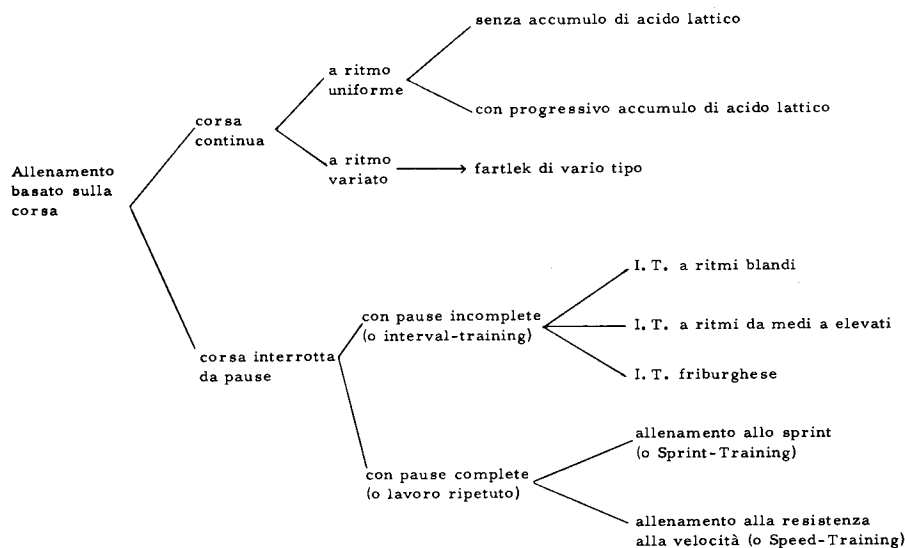 senza accumulo di acido lattico
a ritmo
uniforme
con progressivo accumulo di acido lattico
corsa
continua
a ritmo
variato
fartlek di vario tipo
Allenamento
basato sulla
corsa
I. T. a ritmi blandi
con pause incomplete
(o interval-training)
I. T. a ritmi da medi a elevati
corsa interrotta
da pause
I. T. friburghese
allenamento allo sprint
(o Sprint-Training)
con pause complete
(o lavoro ripetuto)
allenamento alla resistenza
alla velocità (o Speed-Training)